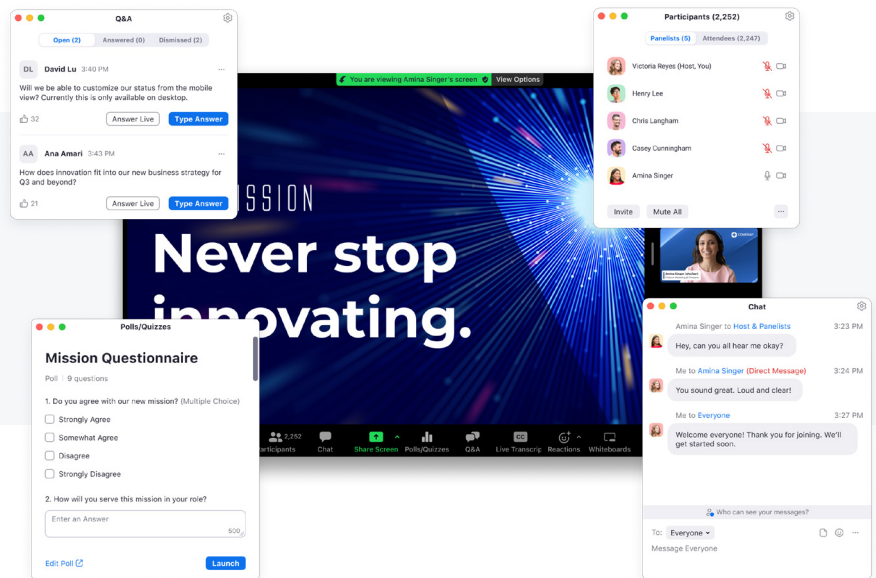 Q&A
Open (2) Answered (0) Dismissed (2)
DL David Lu 3:40 PM
Will we be able to customize our status from the mobile
view? Currently this is only available on desktop.
32 Answer Live Type Answer
AA Ana Amari 3:43 PM
How does innovation fit into our new business strategy for
Q3 and beyond?
21 Answer Live Type Answer
You are viewing Amina Singer's screen View Options
Participants (2,252)
Panelists (5) Attendees (2,247)
Victoria Reyes (Host, You)
Henry Lee
Chris Langham
Casey Cunningham
Amina Singer
Invite Mute All
SSION
Never stop
innovating.
Polls/Quizzes
Mission Questionnaire
Poll 9 questions
1. Do you agree with our new mission? (Multiple Choice)
Strongly Agree
Somewhat Agree
Disagree
Strongly Disagree
2. How will you serve this mission in your role?
Enter an Answer
500
Edit Poll Launch
2,252
articipants Chat Share Screen Polls/Quizzes Q&A CC Live Transcrip Reactions Whiteboards
Chat
Amina Singer to Host & Panelists 3:23 PM
Hey, can you all hear me okay?
Me to Amina Singer (Direct Message) 3:24 PM
You sound great. Loud and clear!
Me to Everyone 3:27 PM
Welcome everyone! Thank you for joining. We'll
get started soon.
Who can see your messages?
To: Everyone
Message Everyone